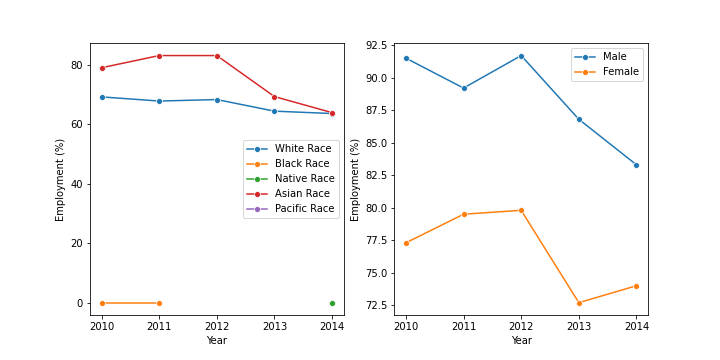 80
60
40
20
0
Employment (%)
2010 2011 2012 2013 2014
Year
White Race
Black Race
Native Race
Asian Race
Pacific Race
92.5
90.0
87.5
85.0
82.5
80.0
77.5
75.0
72.5
Employment (%)
2010 2011 2012 2013 2014
Year
Male
Female